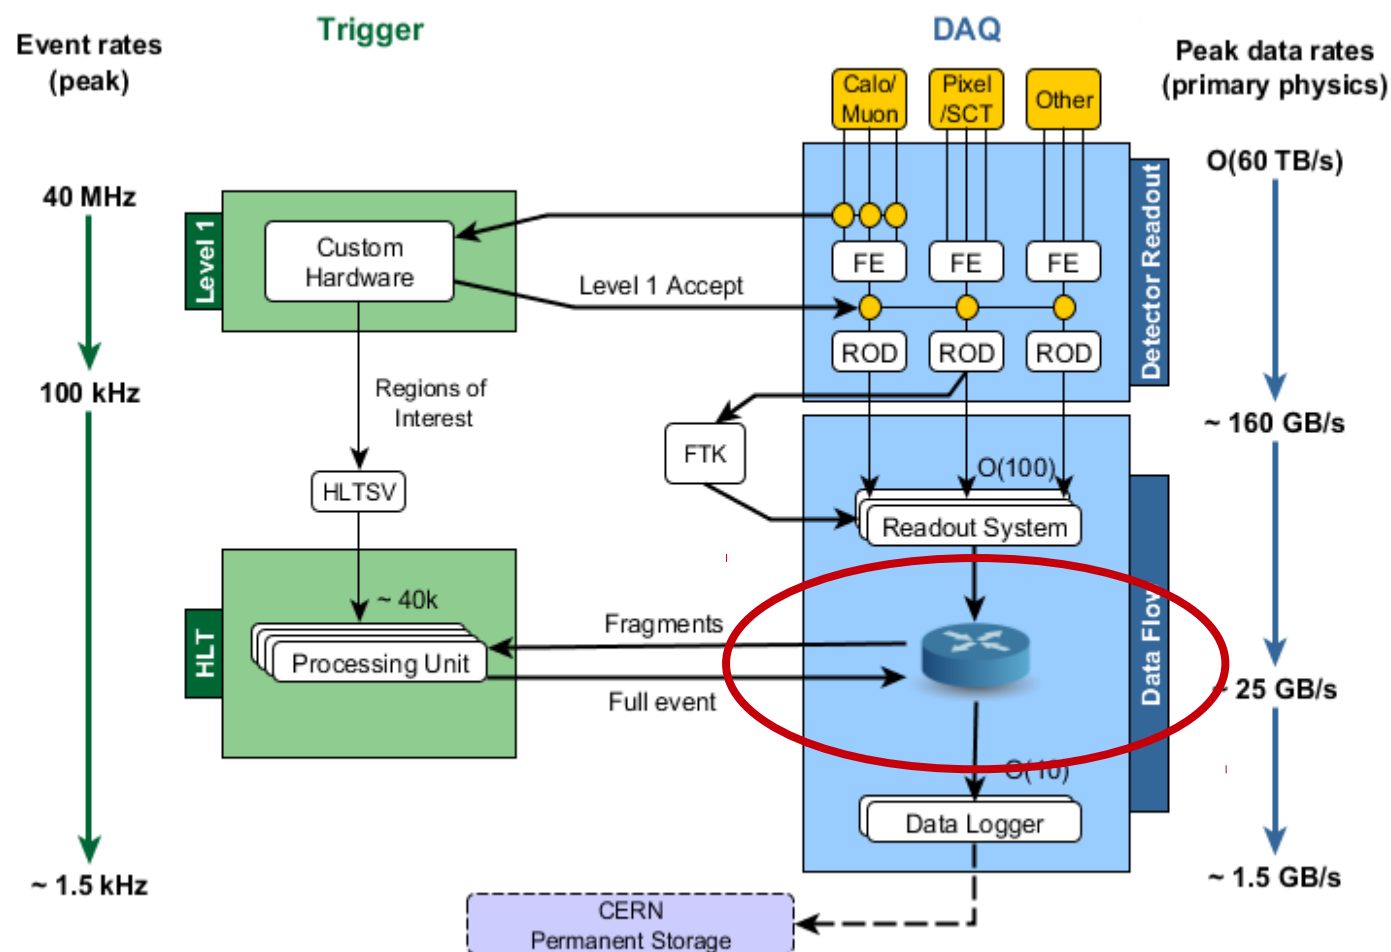 Trigger
DAQ
Event rates
(peak)
Peak data rates
(primary physics)
Calo/
Muon
Pixel
/SCT
Other
O(60 TB/s)
40 MHz
Level 1
Custom
Hardware
FE
FE
FE
Detector Readout
Level 1 Accept
ROD
ROD
ROD
100 kHz
Regions of
Interest
~ 160 GB/s
FTK
O(100)
HLTSV
Readout System
~ 40k
Fragments
HLT
Processing Unit
Data Flow
~ 25 GB/s
Full event
O(10)
Data Logger
~ 1.5 kHz
~ 1.5 GB/s
CERN
Permanent Storage